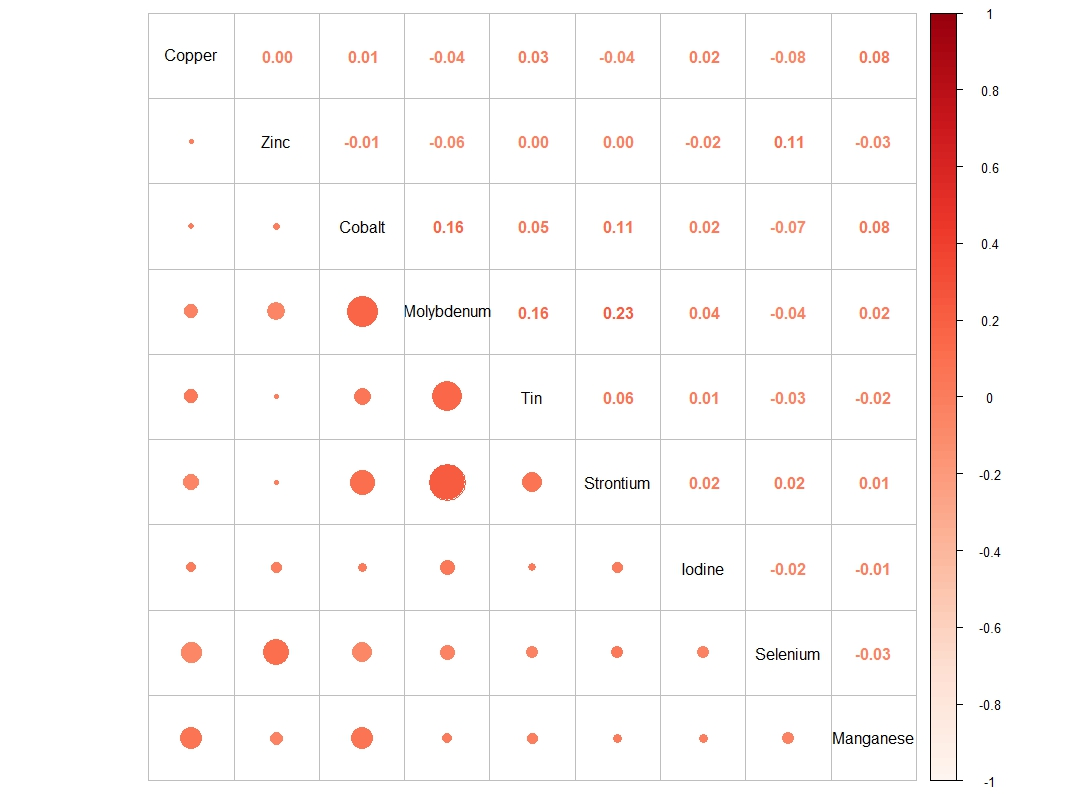 Copper 0.00 0.01 -0.04 0.03 -0.04 0.02 -0.08 0.08
Zinc -0.01 -0.06 0.00 0.00 -0.02 0.11 -0.03
Cobalt 0.16 0.05 0.11 0.02 -0.07 0.08
Molybdenum 0.16 0.23 0.04 -0.04 0.02
Tin 0.06 0.01 -0.03 -0.02
Strontium 0.02 0.02 0.01
Iodine -0.02 -0.01
Selenium -0.03
Manganese
1
0.8
0.6
0.4
0.2
0
-0.2
-0.4
-0.6
-0.8
-1